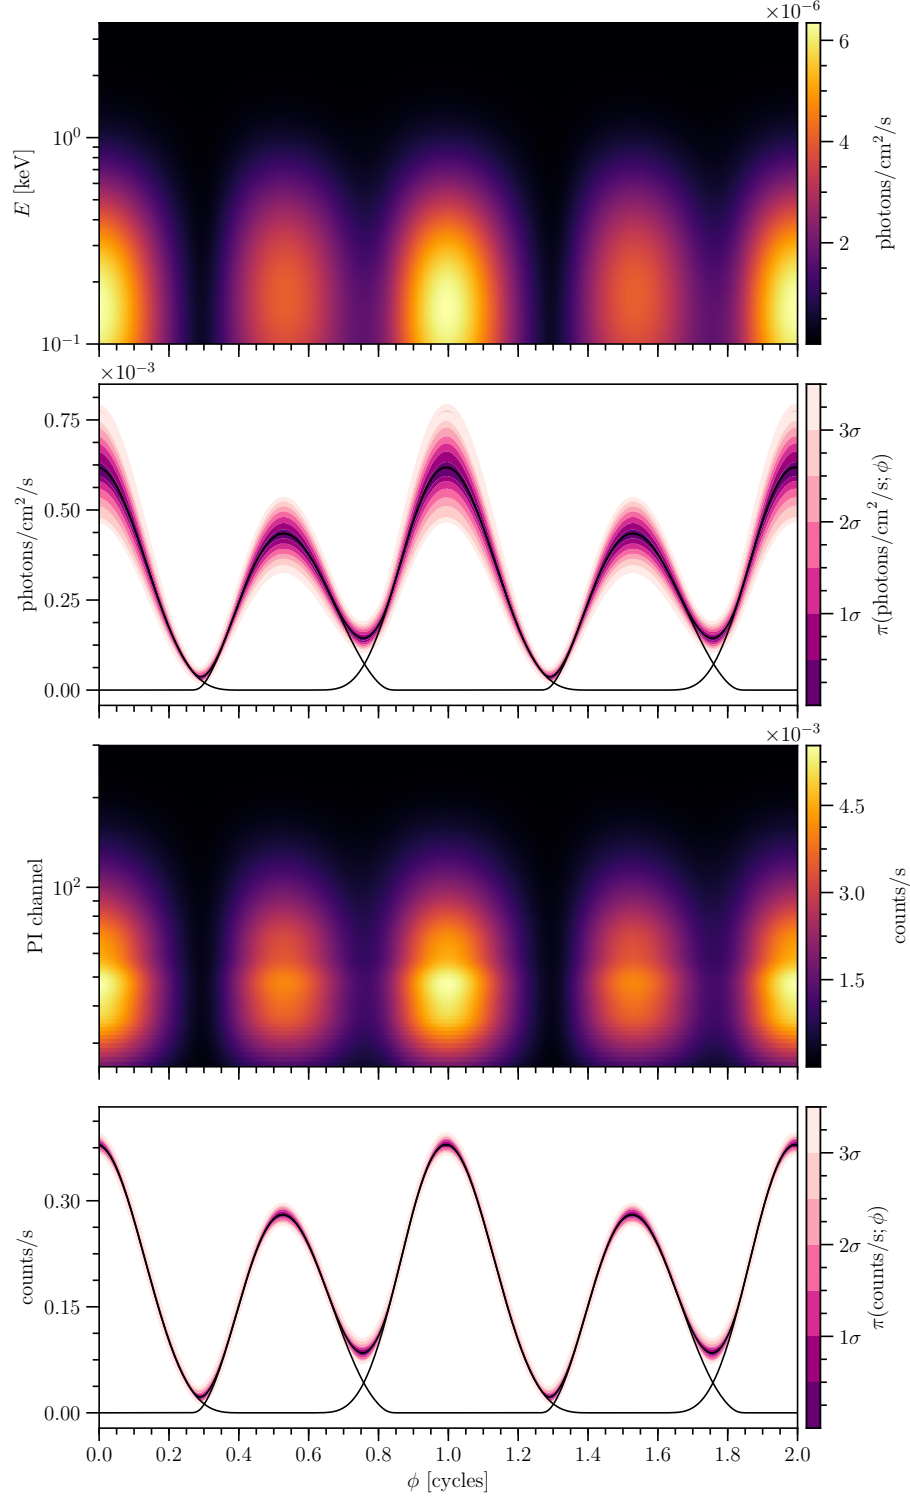 ×10⁻⁶
6
4
2
photons/cm²/s
10⁰
10⁻¹
E [keV]
×10⁻³
0.75
0.50
0.25
0.00
photons/cm²/s
3σ
2σ
1σ
π(photons/cm²/s; ϕ)
×10⁻³
4.5
3.0
1.5
counts/s
10²
PI channel
0.30
0.15
0.00
counts/s
3σ
2σ
1σ
π(counts/s; ϕ)
0.0 0.2 0.4 0.6 0.8 1.0 1.2 1.4 1.6 1.8 2.0
ϕ [cycles]